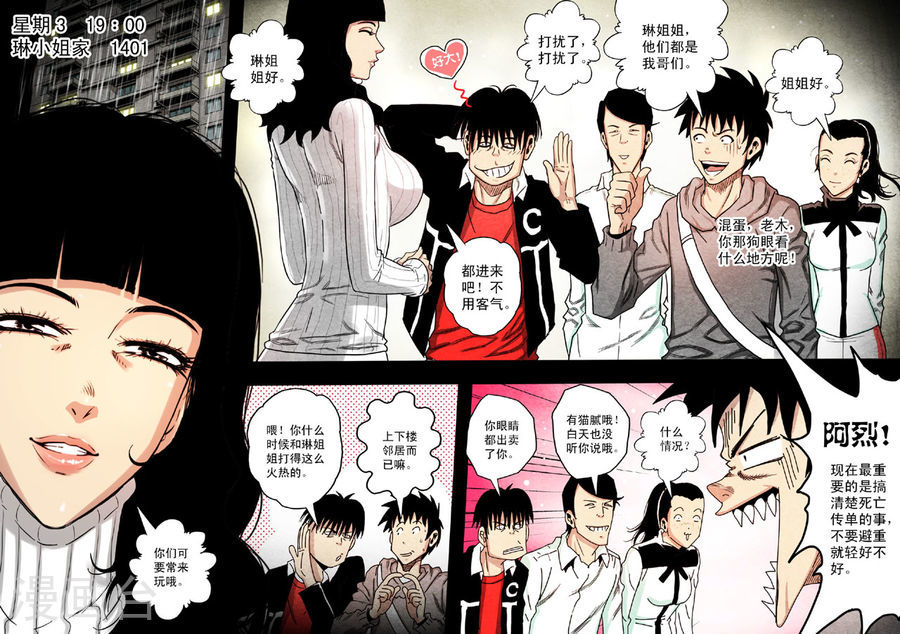 星期3 19：00
琳小姐家 1401
琳姐
姐好。
好大！
打扰了，
打扰了。
琳姐姐，
他们都是
我哥们。
姐姐好。
混蛋，老木，
你那狗眼看
什么地方呢！
都进来
吧！不
用客气。
你们可
要常来
玩哦。
喂！你什么
时候和琳姐
姐打得这么
火热的。
上下楼
邻居而
已嘛。
你眼睛
都出卖
了你。
有猫腻哦！
白天也没
听你说哦。
什么
情况？
阿烈！
现在最重
要的是搞
清楚死亡
传单的事，
不要避重
就轻好不
好。
C
C
漫画台